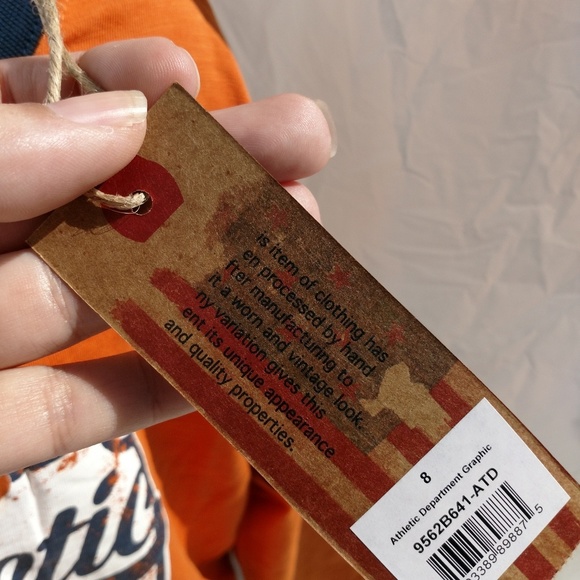 is item of clothing has
en processed by hand
fter manufacturing to
it a worn and vintage look.
ny variation gives this
ent its unique appearance
and quality properties.
8
Athletic Department Graphic
9562B641-ATD